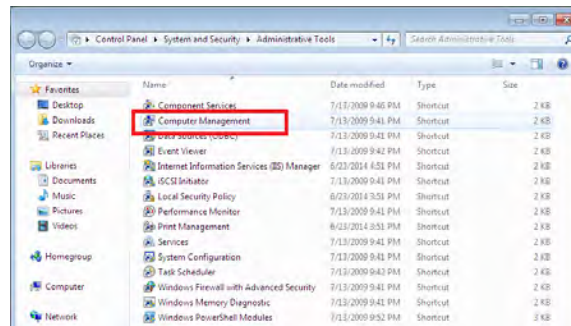 Control Panel ▸ System and Security ▸ Administrative Tools
Search Administrative Tools
Organize
Name Date modified Type Size
Favorites
Desktop
Downloads
Recent Places
Libraries
Documents
Music
Pictures
Videos
Homegroup
Computer
Network
Component Services 7/13/2009 9:46 PM Shortcut 2 KB
Computer Management 7/13/2009 9:41 PM Shortcut 2 KB
Data Sources (ODBC) 7/13/2009 9:41 PM Shortcut 2 KB
Event Viewer 7/13/2009 9:42 PM Shortcut 2 KB
Internet Information Services (IIS) Manager 6/23/2014 4:51 PM Shortcut 2 KB
iSCSI Initiator 7/13/2009 9:41 PM Shortcut 2 KB
Local Security Policy 6/23/2014 3:51 PM Shortcut 2 KB
Performance Monitor 7/13/2009 9:41 PM Shortcut 2 KB
Print Management 6/23/2014 3:51 PM Shortcut 2 KB
Services 7/13/2009 9:41 PM Shortcut 2 KB
System Configuration 7/13/2009 9:41 PM Shortcut 2 KB
Task Scheduler 7/13/2009 9:42 PM Shortcut 2 KB
Windows Firewall with Advanced Security 7/13/2009 9:41 PM Shortcut 2 KB
Windows Memory Diagnostic 7/13/2009 9:41 PM Shortcut 2 KB
Windows PowerShell Modules 7/13/2009 9:52 PM Shortcut 3 KB